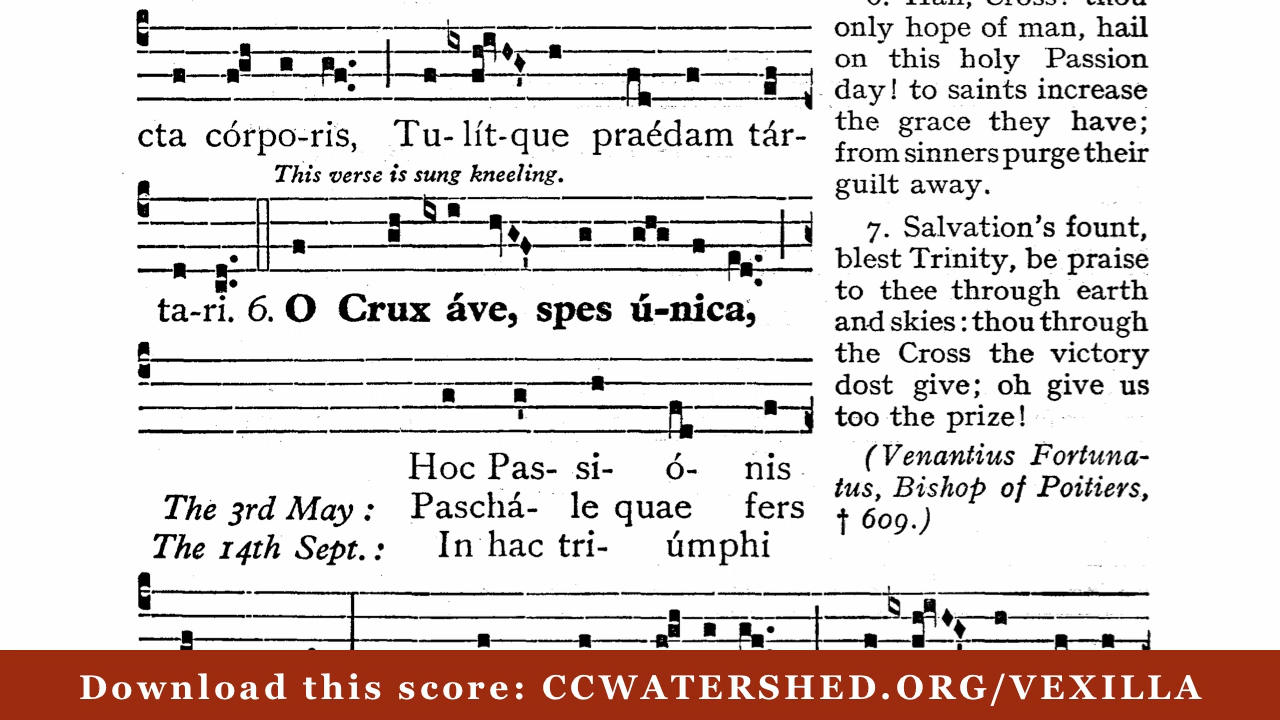 cta córpo-ris, Tu-lít-que praédam tár-
This verse is sung kneeling.
ta-ri. 6. O Crux áve, spes ú-nica,
Hoc Pas- si- ó- nis
The 3rd May : Paschá- le quae fers
The 14th Sept. : In hac tri- úmphi
only hope of man, hail
on this holy Passion
day! to saints increase
the grace they have;
from sinners purge their
guilt away.
7. Salvation's fount,
blest Trinity, be praise
to thee through earth
and skies : thou through
the Cross the victory
dost give; oh give us
too the prize!
(Venantius Fortuna-
tus, Bishop of Poitiers,
† 609.)
Download this score: CCWATERSHED.ORG/VEXILLA